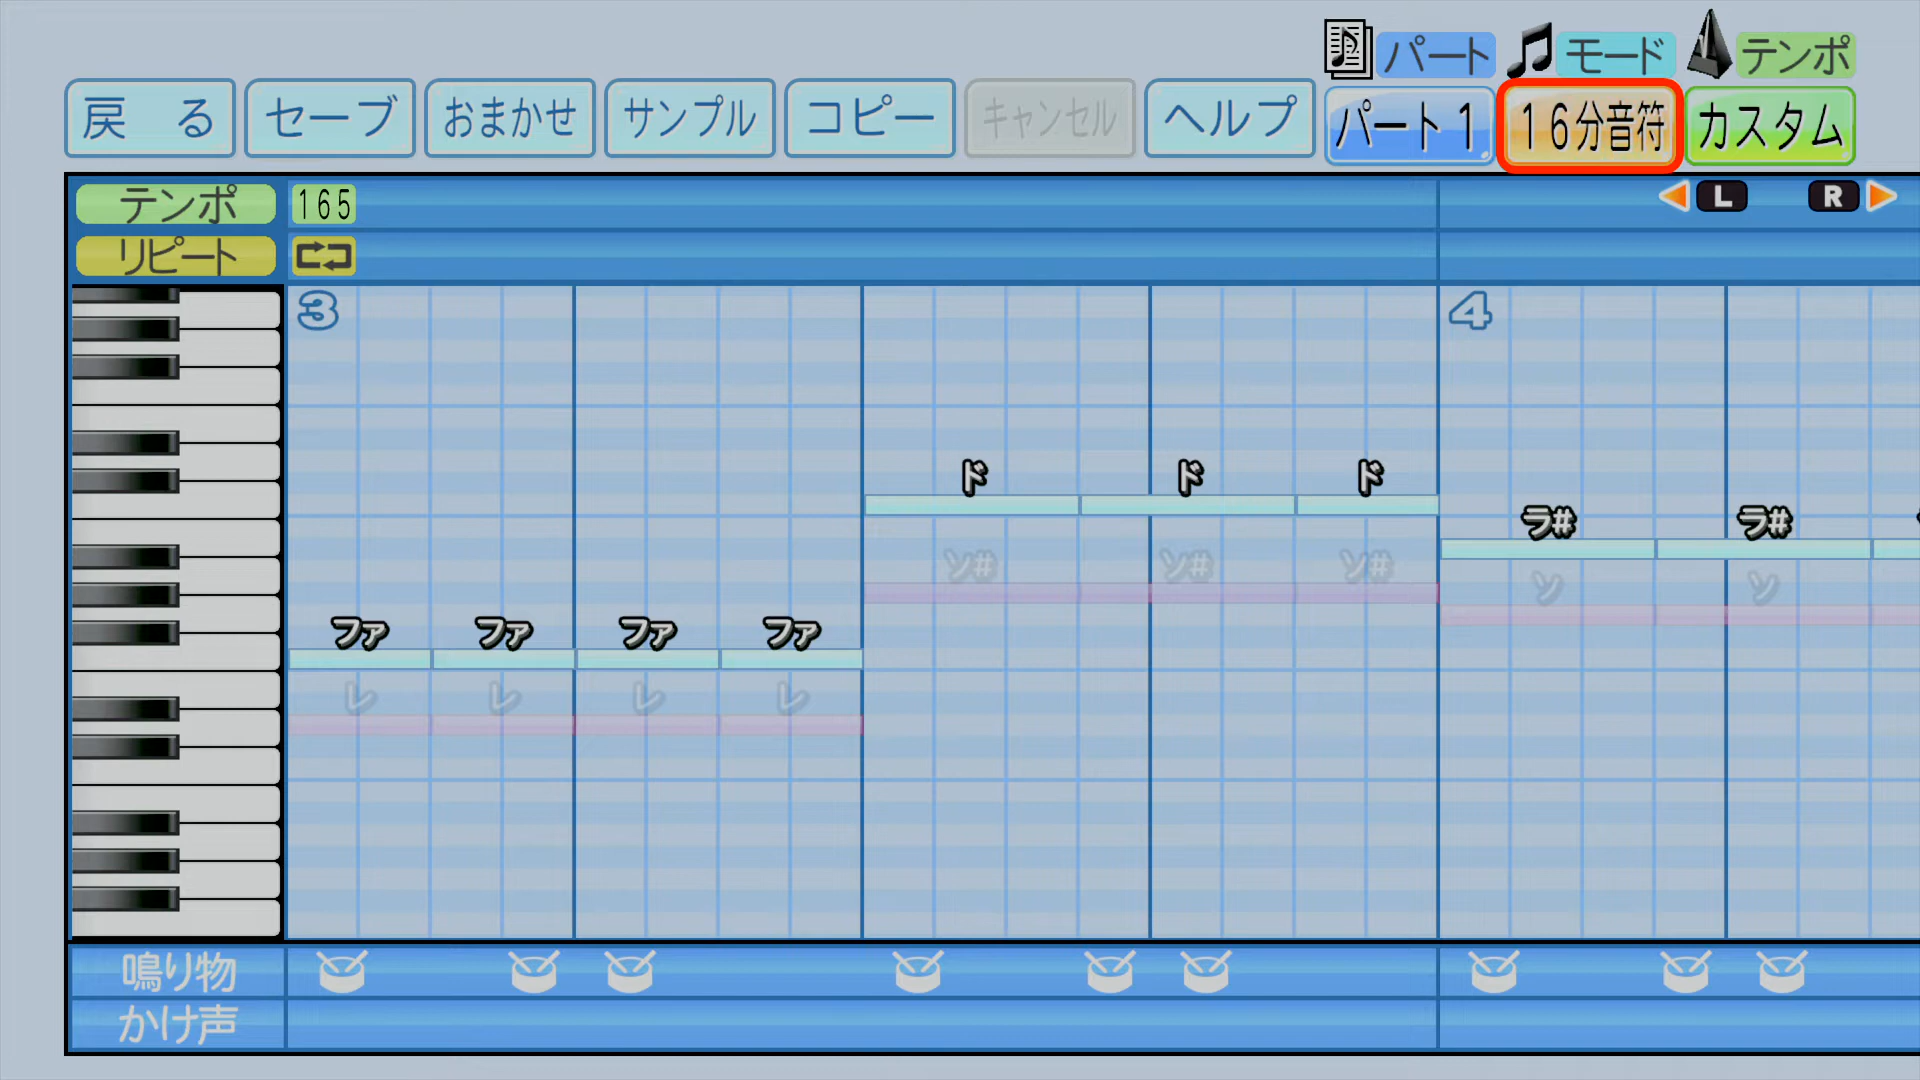 パート モード テンポ
戻る セーブ おまかせ サンプル コピー キャンセル ヘルプ パート1 16分音符 カスタム
テンポ 165 L R
リピート
3 4
ド ド ド
ラ# ラ#
ソ# ソ# ソ#
ソ ソ
ファ ファ ファ ファ
レ レ レ レ
鳴り物
かけ声